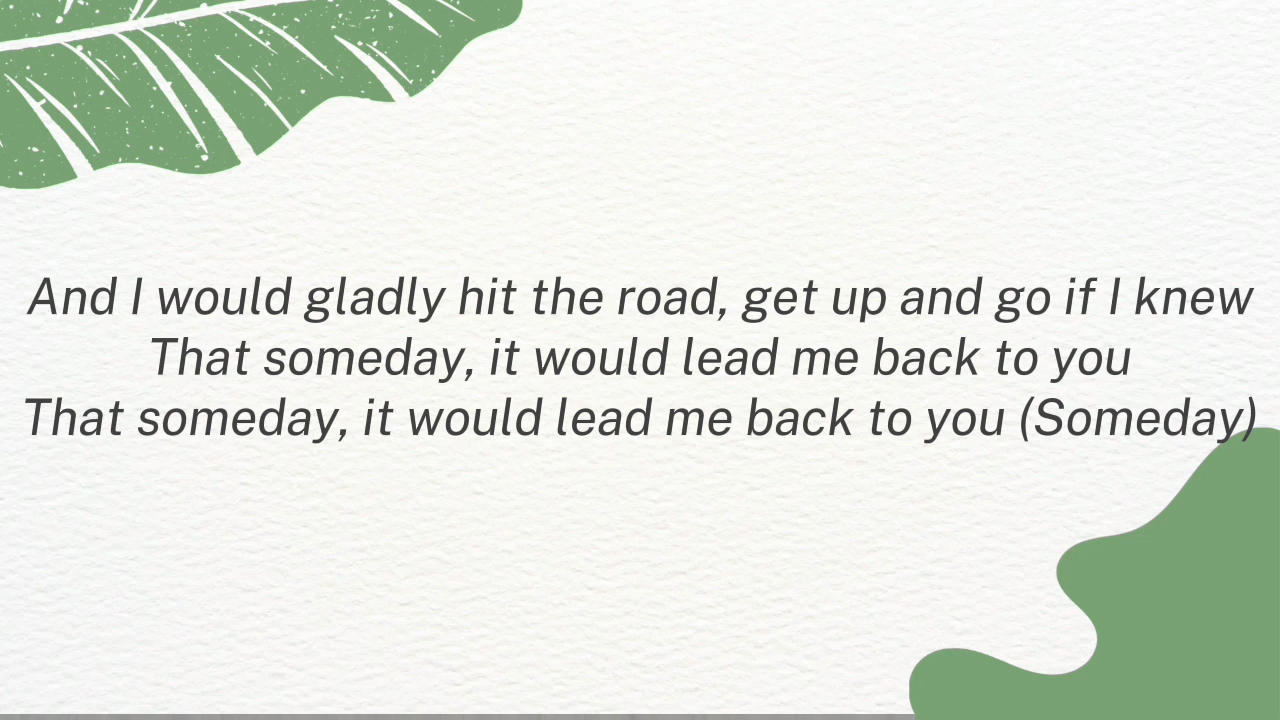 And I would gladly hit the road, get up and go if I knew
That someday, it would lead me back to you
That someday, it would lead me back to you (Someday)